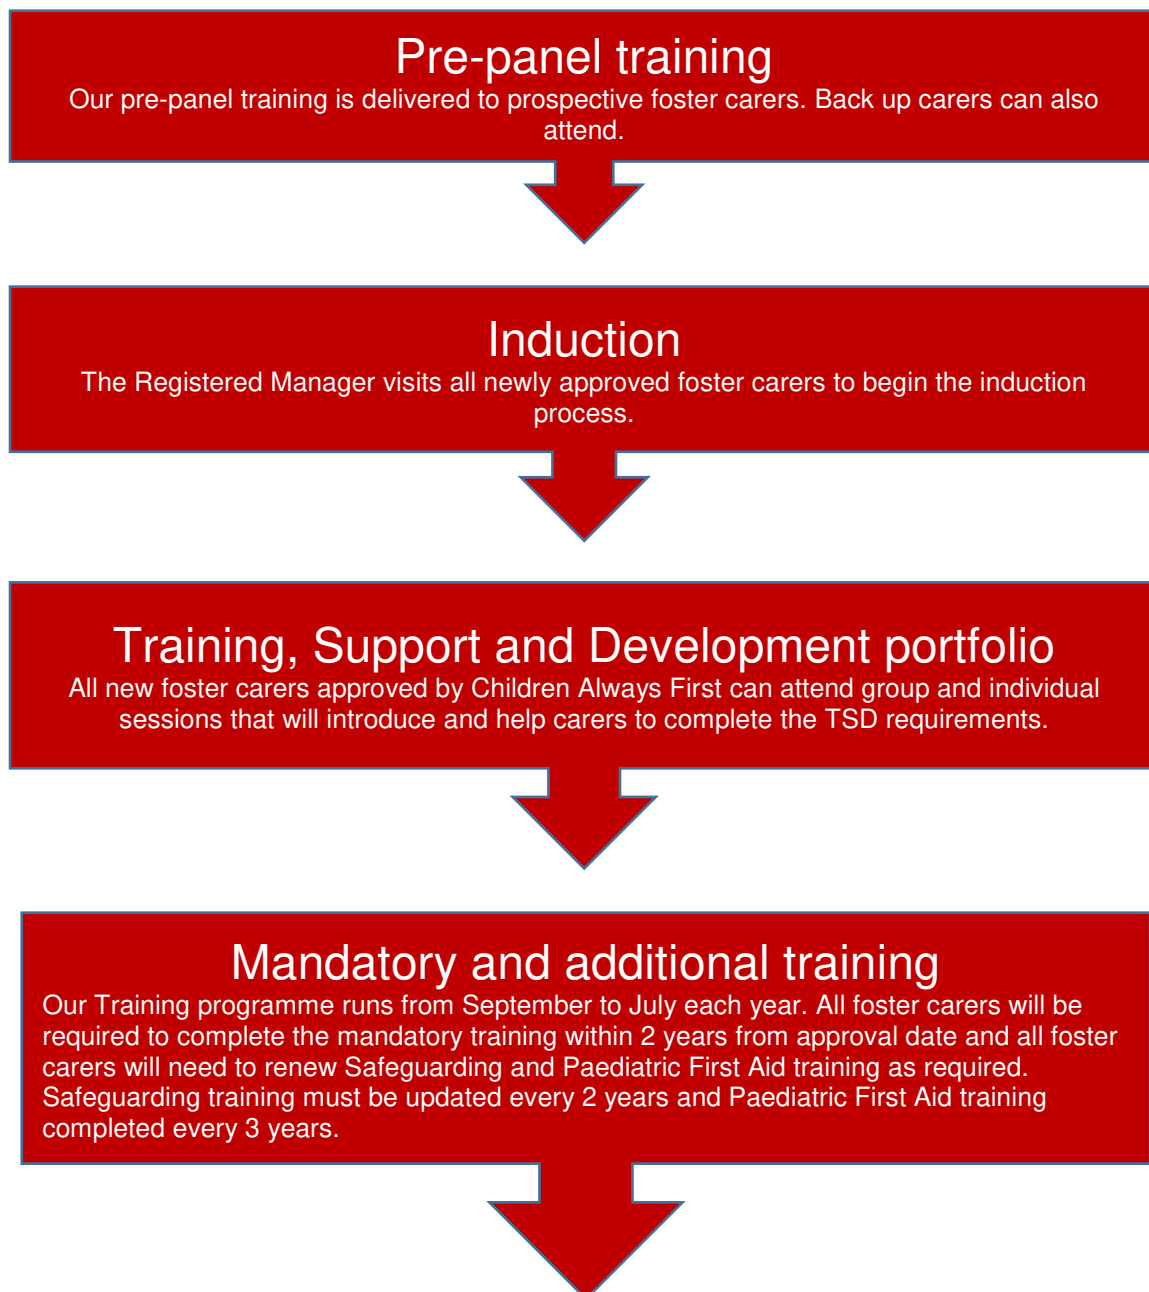 Pre-panel training
Our pre-panel training is delivered to prospective foster carers. Back up carers can also
attend.
Induction
The Registered Manager visits all newly approved foster carers to begin the induction
process.
Training, Support and Development portfolio
All new foster carers approved by Children Always First can attend group and individual
sessions that will introduce and help carers to complete the TSD requirements.
Mandatory and additional training
Our Training programme runs from September to July each year. All foster carers will be
required to complete the mandatory training within 2 years from approval date and all foster
carers will need to renew Safeguarding and Paediatric First Aid training as required.
Safeguarding training must be updated every 2 years and Paediatric First Aid training
completed every 3 years.